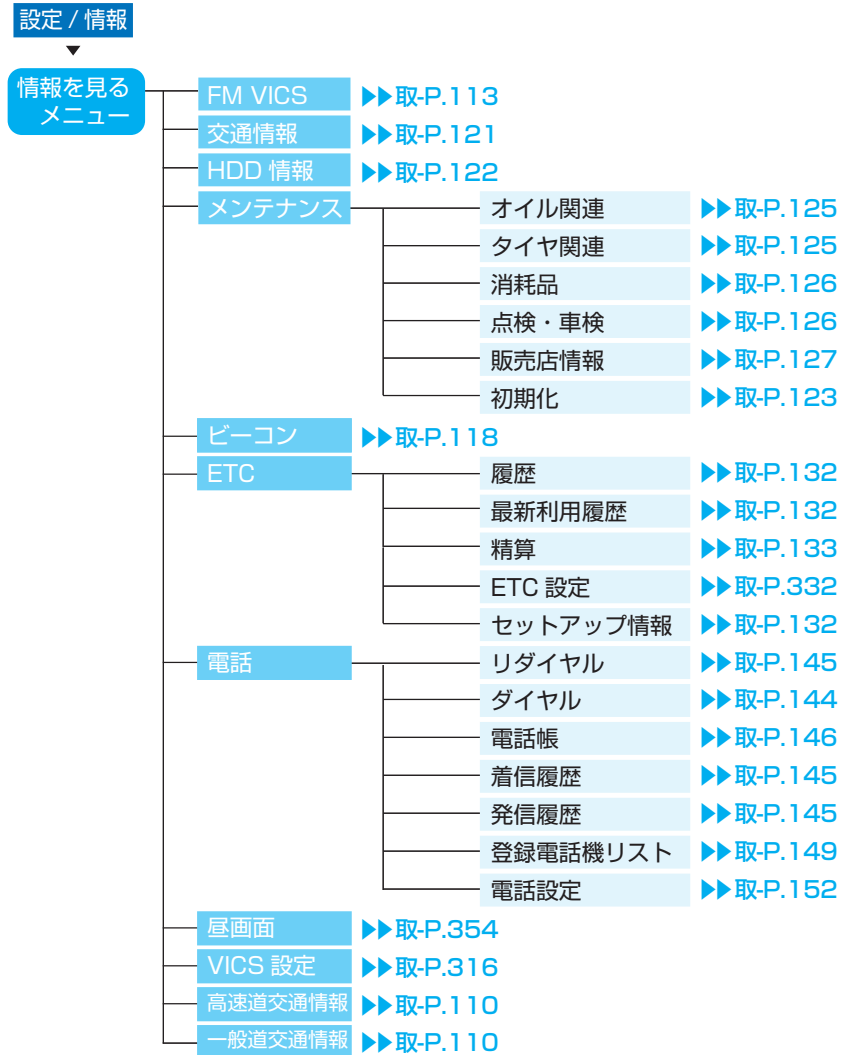 設定 / 情報
情報を見る
メニュー
FM VICS ▶▶取-P.113
交通情報 ▶▶取-P.121
HDD 情報 ▶▶取-P.122
メンテナンス
オイル関連 ▶▶取-P.125
タイヤ関連 ▶▶取-P.125
消耗品 ▶▶取-P.126
点検・車検 ▶▶取-P.126
販売店情報 ▶▶取-P.127
初期化 ▶▶取-P.123
ビーコン ▶▶取-P.118
ETC
履歴 ▶▶取-P.132
最新利用履歴 ▶▶取-P.132
精算 ▶▶取-P.133
ETC 設定 ▶▶取-P.332
セットアップ情報 ▶▶取-P.132
電話
リダイヤル ▶▶取-P.145
ダイヤル ▶▶取-P.144
電話帳 ▶▶取-P.146
着信履歴 ▶▶取-P.145
発信履歴 ▶▶取-P.145
登録電話機リスト ▶▶取-P.149
電話設定 ▶▶取-P.152
昼画面 ▶▶取-P.354
VICS 設定 ▶▶取-P.316
高速道交通情報 ▶▶取-P.110
一般道交通情報 ▶▶取-P.110